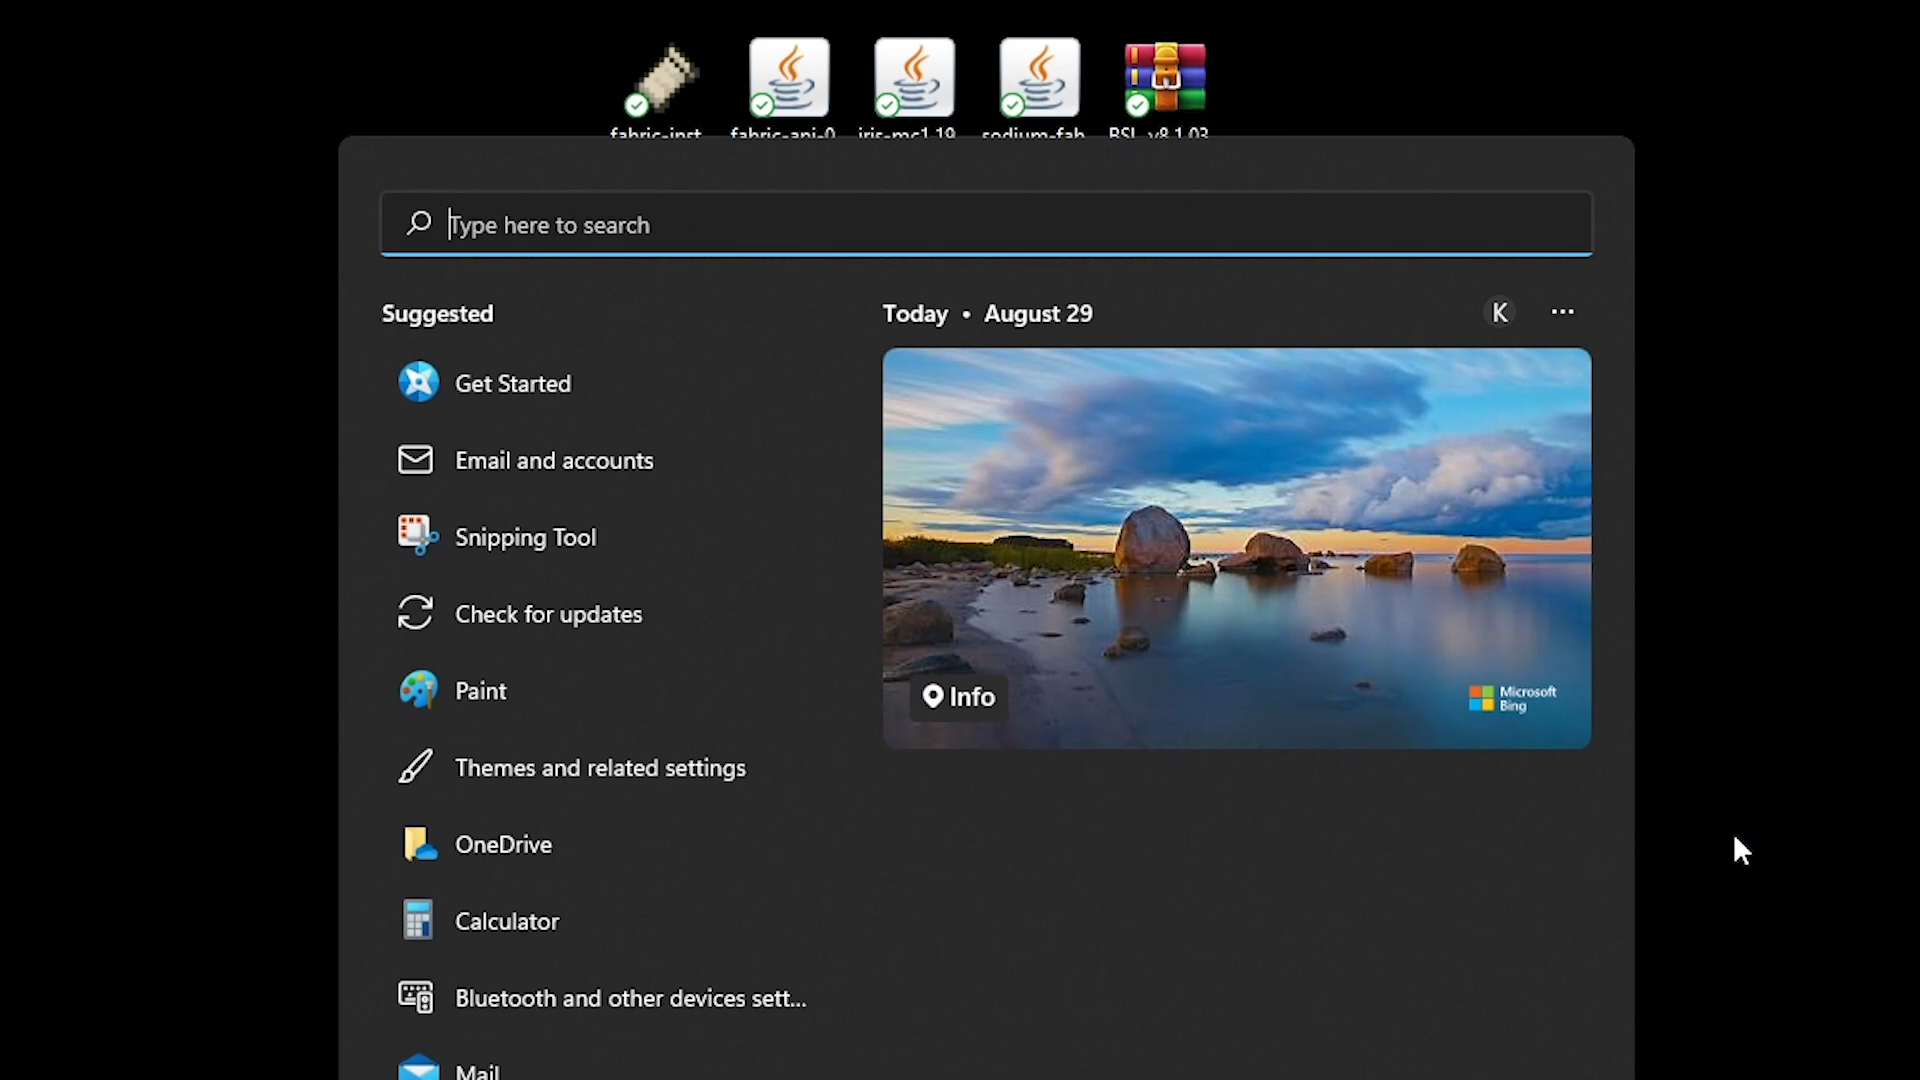 fabric-inst
fabric-api-0
iris-mc1.19
sodium-fab
BSL_v8.1.03
Type here to search
Suggested
Today • August 29
K
Get Started
Email and accounts
Snipping Tool
Check for updates
Paint
Themes and related settings
OneDrive
Calculator
Bluetooth and other devices sett...
Mail
Info
Microsoft
Bing